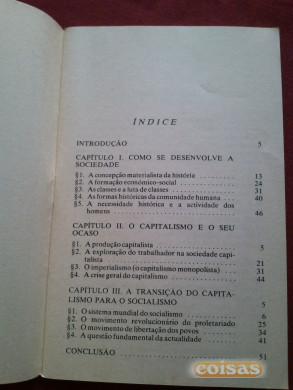 ÍNDICE
INTRODUÇÃO 5
CAPÍTULO I. COMO SE DESENVOLVE A
SOCIEDADE
§1. A concepção materialista da história 13
§2. A formação económico-social 24
§3. As classes e a luta de classes 31
§4. As formas históricas da comunidade humana 40
§5. A necessidade histórica e a actividade dos
homens 46
CAPÍTULO II. O CAPITALISMO E O SEU
OCASO
§1. A produção capitalista 5
§2. A exploração do trabalhador na sociedade capi-
talista 21
§3. O imperialismo (o capitalismo monopolista) 31
§4. A crise geral do capitalismo 44
CAPÍTULO III. A TRANSIÇÃO DO CAPITA-
LISMO PARA O SOCIALISMO 5
§1. O sistema mundial do socialismo 6
§2. O movimento revolucionário do proletariado 25
§3. O movimento de libertação dos povos 34
§4. A questão fundamental da actualidade 41
CONCLUSÃO 51
coisas